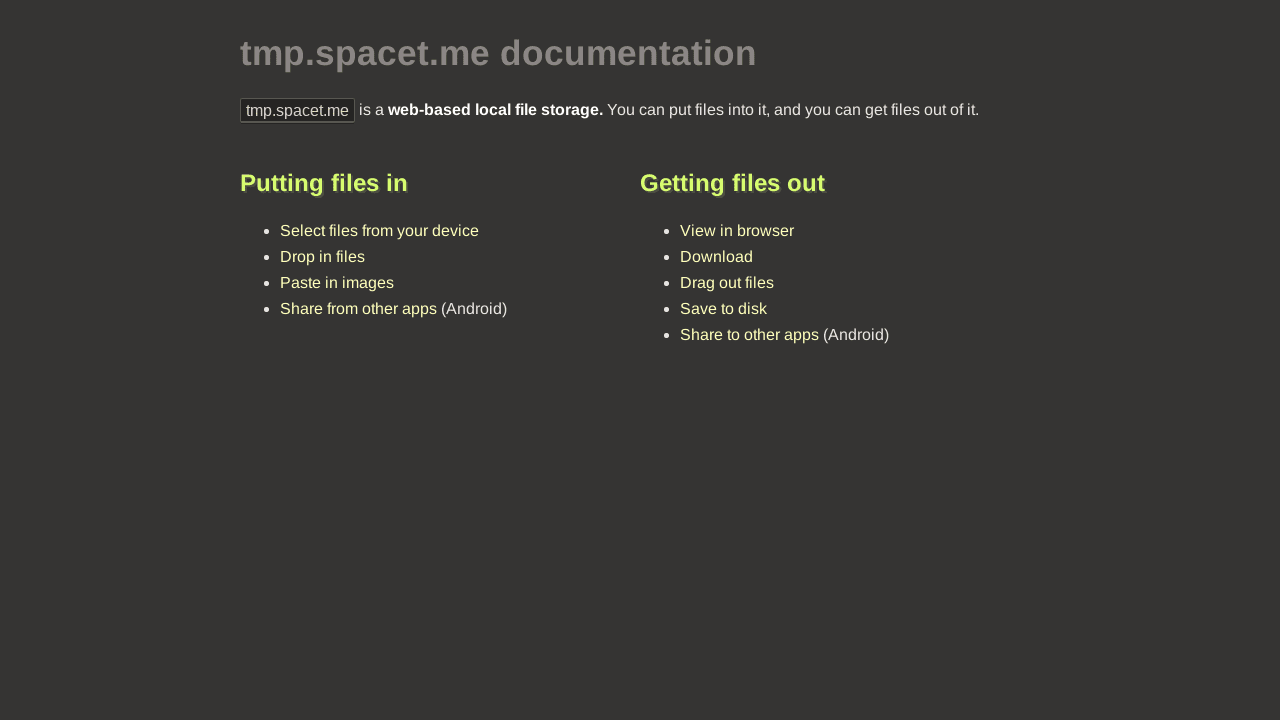 tmp.spacet.me documentation
tmp.spacet.me is a web-based local file storage. You can put files into it, and you can get files out of it.
Putting files in
Select files from your device
Drop in files
Paste in images
Share from other apps (Android)
Getting files out
View in browser
Download
Drag out files
Save to disk
Share to other apps (Android)